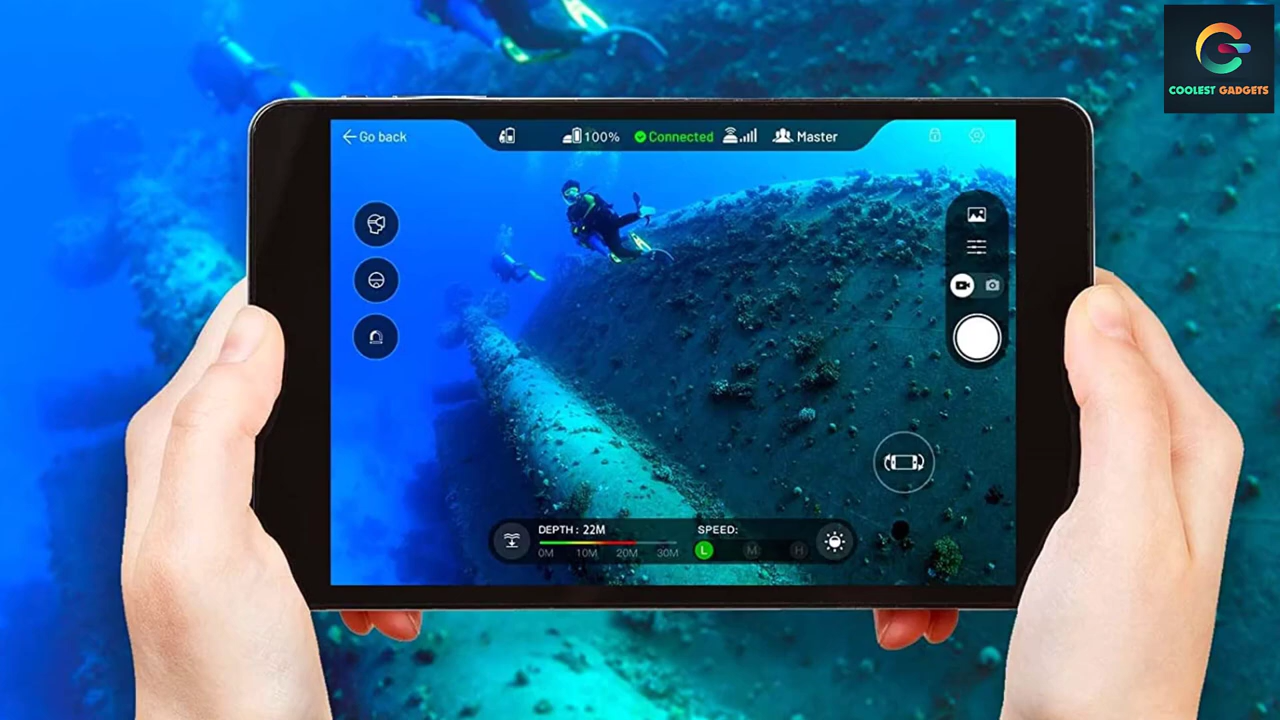 COOLEST GADGETS
Go back
100%
Connected
Master
DEPTH : 22M
0M 10M 20M 30M
SPEED:
L M H